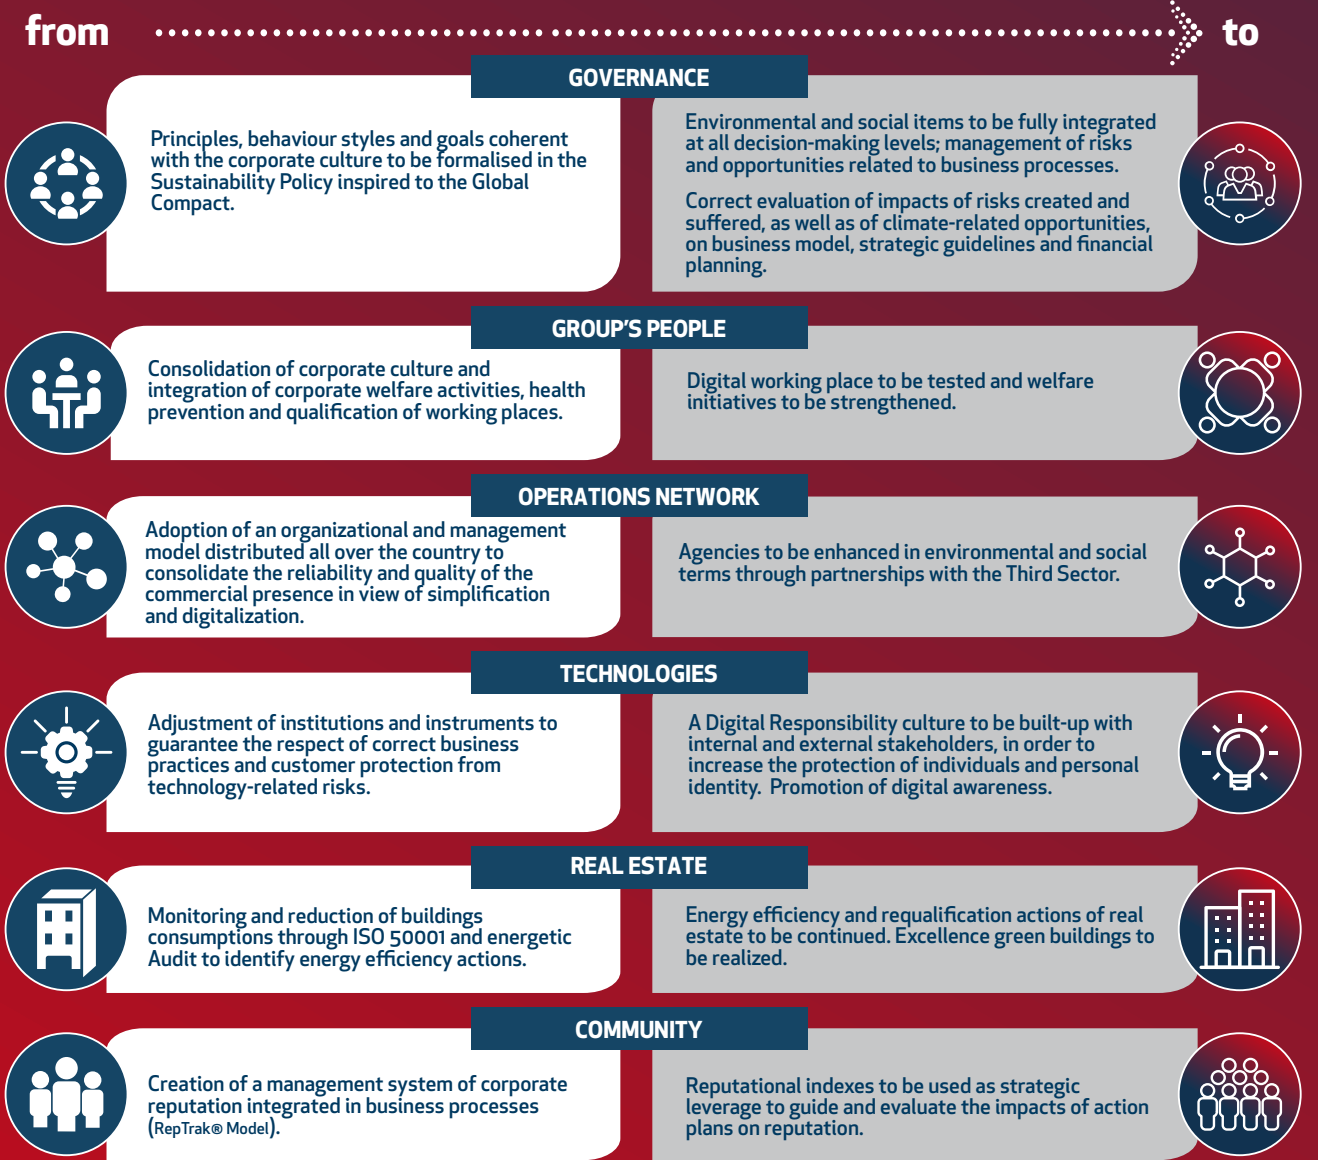 from
to
GOVERNANCE
Principles, behaviour styles and goals coherent
with the corporate culture to be formalised in the
Sustainability Policy inspired to the Global
Compact.
Environmental and social items to be fully integrated
at all decision-making levels; management of risks
and opportunities related to business processes.
Correct evaluation of impacts of risks created and
suffered, as well as of climate-related opportunities,
on business model, strategic guidelines and financial
planning.
GROUP'S PEOPLE
Consolidation of corporate culture and
integration of corporate welfare activities, health
prevention and qualification of working places.
Digital working place to be tested and welfare
initiatives to be strengthened.
OPERATIONS NETWORK
Adoption of an organizational and management
model distributed all over the country to
consolidate the reliability and quality of the
commercial presence in view of simplification
and digitalization.
Agencies to be enhanced in environmental and social
terms through partnerships with the Third Sector.
TECHNOLOGIES
Adjustment of institutions and instruments to
guarantee the respect of correct business
practices and customer protection from
technology-related risks.
A Digital Responsibility culture to be built-up with
internal and external stakeholders, in order to
increase the protection of individuals and personal
identity. Promotion of digital awareness.
REAL ESTATE
Monitoring and reduction of buildings
consumptions through ISO 50001 and energetic
Audit to identify energy efficiency actions.
Energy efficiency and requalification actions of real
estate to be continued. Excellence green buildings to
be realized.
COMMUNITY
Creation of a management system of corporate
reputation integrated in business processes
(RepTrak® Model).
Reputational indexes to be used as strategic
leverage to guide and evaluate the impacts of action
plans on reputation.